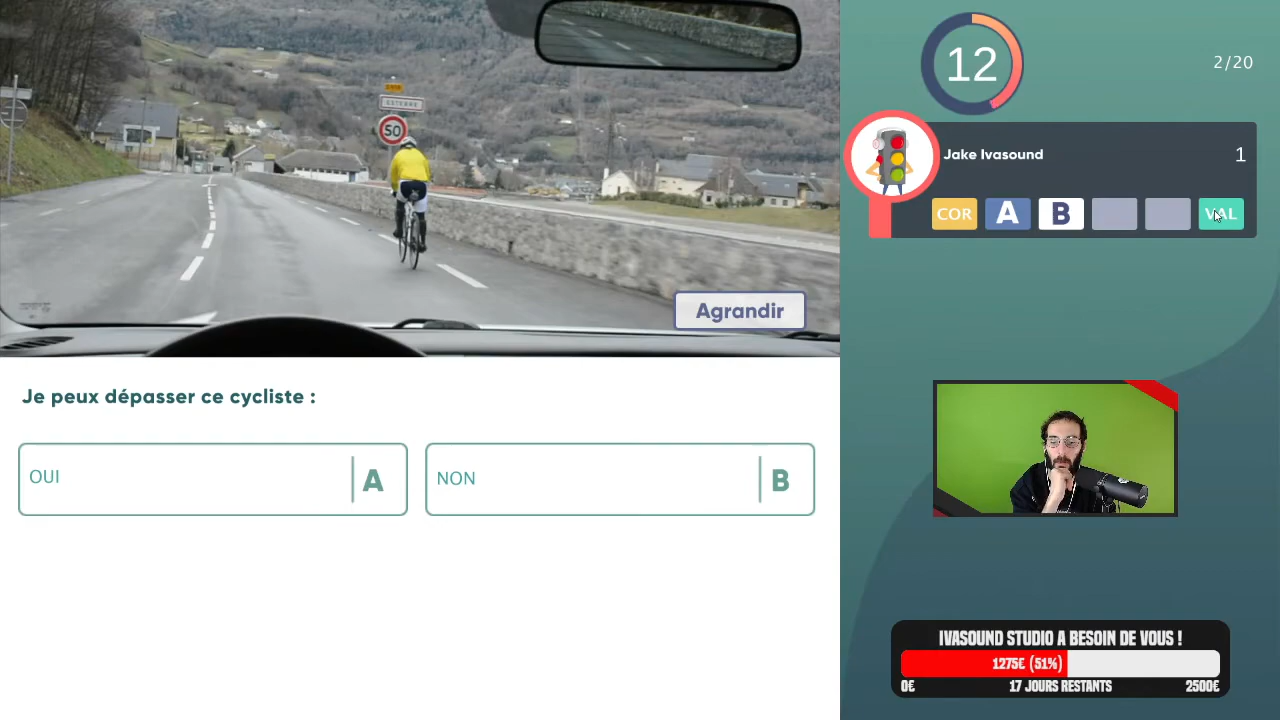 ESTERRE
50
Agrandir
Je peux dépasser ce cycliste :
OUI
A
NON
B
12
2/20
Jake Ivasound
1
COR
A
B
VAL
IVASOUND STUDIO A BESOIN DE VOUS !
1275€ (51%)
0€
17 JOURS RESTANTS
2500€